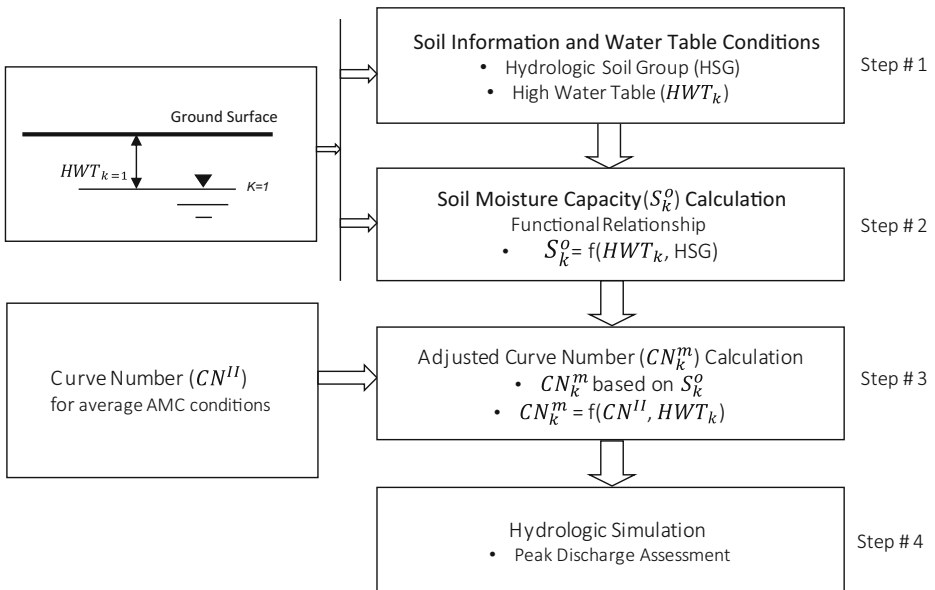 Soil Information and Water Table Conditions
• Hydrologic Soil Group (HSG)
• High Water Table (HWT_k)
Step # 1
Ground Surface
HWT_{k=1}
K=1
Soil Moisture Capacity(S_k^o) Calculation
Functional Relationship
• S_k^o= f(HWT_k, HSG)
Step # 2
Curve Number (CN^{II})
for average AMC conditions
Adjusted Curve Number (CN_k^m) Calculation
• CN_k^m based on S_k^o
• CN_k^m = f(CN^{II}, HWT_k)
Step # 3
Hydrologic Simulation
• Peak Discharge Assessment
Step # 4